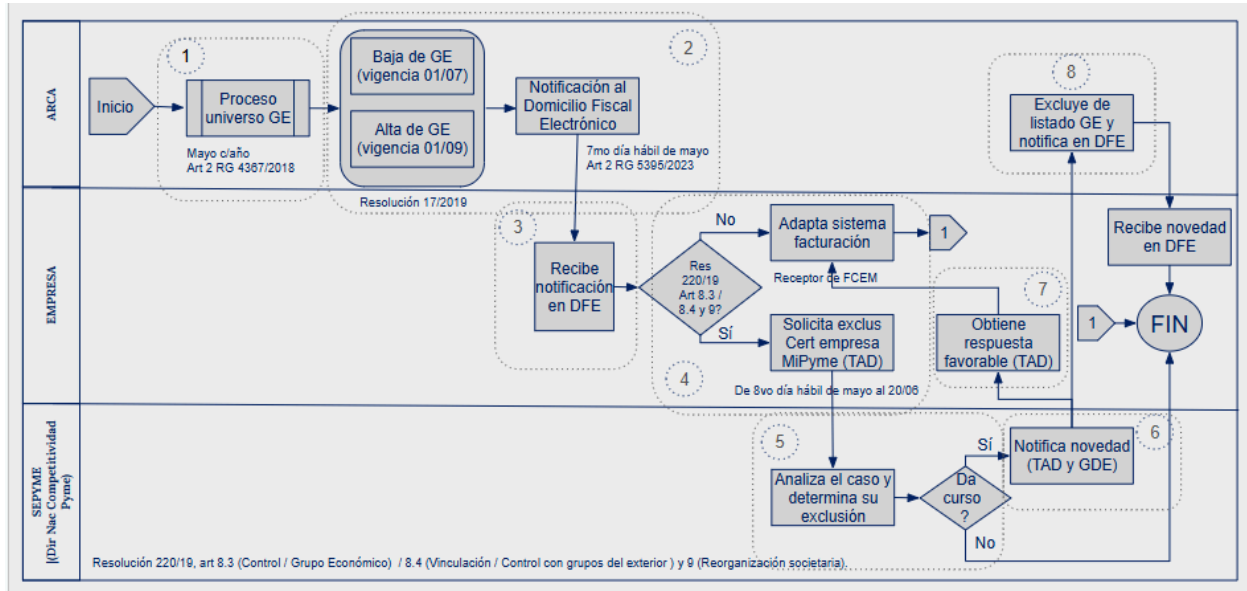 ARCA
Inicio
1
Proceso
universo GE
Mayo c/año
Art 2 RG 4367/2018
Baja de GE
(vigencia 01/07)
Alta de GE
(vigencia 01/09)
Resolución 17/2019
2
Notificación al
Domicilio Fiscal
Electrónico
7mo día hábil de mayo
Art 2 RG 5395/2023
8
Excluye de
listado GE y
notifica en DFE
EMPRESA
3
Recibe
notificación
en DFE
Res
220/19
Art 8.3 /
8.4 y 9?
No
Sí
Adapta sistema
facturación
1
Receptor de FCEM
Solicita exclus
Cert empresa
MiPyme (TAD)
4
De 8vo día hábil de mayo al 20/06
7
Obtiene
respuesta
favorable (TAD)
Recibe novedad
en DFE
1
FIN
SEPYME
|(Dir Nac Competitividad
Pyme)
5
Analiza el caso y
determina su
exclusión
Da
curso
?
Sí
No
6
Notifica novedad
(TAD y GDE)
Resolución 220/19, art 8.3 (Control / Grupo Económico) / 8.4 (Vinculación / Control con grupos del exterior ) y 9 (Reorganización societaria).